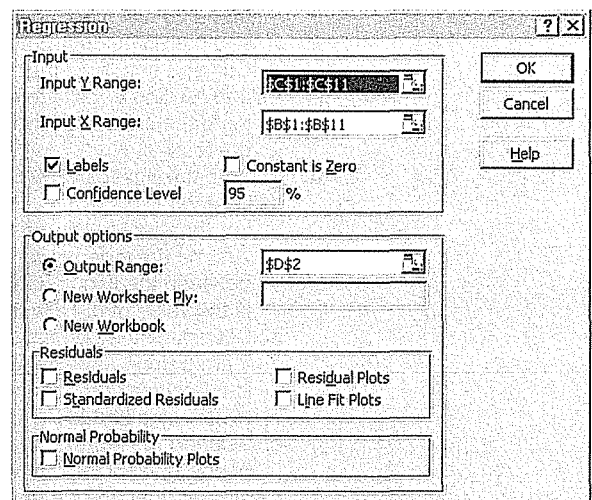 Regression
Input
Input Y Range: $C$1:$C$11
Input X Range: $B$1:$B$11
Labels Constant is Zero
Confidence Level 95 %
OK
Cancel
Help
Output options
Output Range: $D$2
New Worksheet Ply:
New Workbook
Residuals
Residuals Residual Plots
Standardized Residuals Line Fit Plots
Normal Probability
Normal Probability Plots